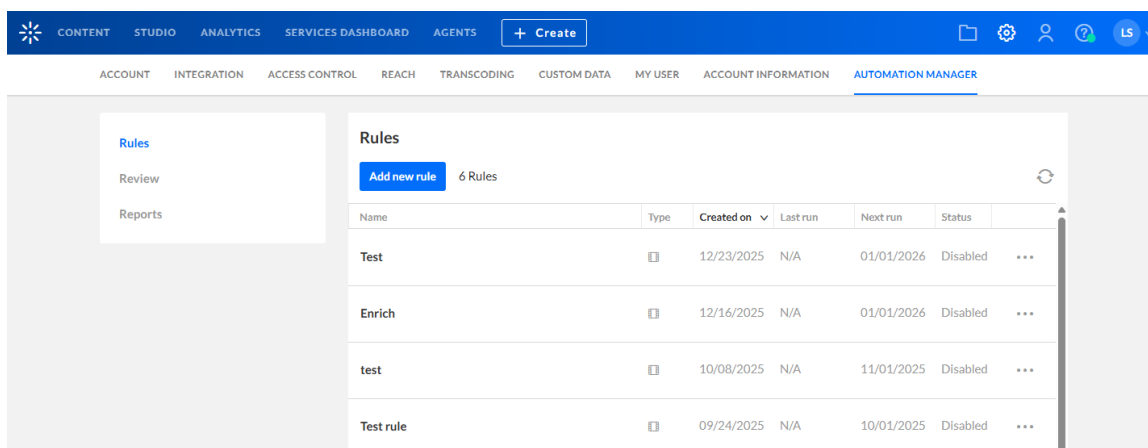 CONTENT STUDIO ANALYTICS SERVICES DASHBOARD AGENTS + Create LS
ACCOUNT INTEGRATION ACCESS CONTROL REACH TRANSCODING CUSTOM DATA MY USER ACCOUNT INFORMATION AUTOMATION MANAGER
Rules
Review
Reports
Rules
Add new rule 6 Rules
Name Type Created on Last run Next run Status
Test 12/23/2025 N/A 01/01/2026 Disabled
Enrich 12/16/2025 N/A 01/01/2026 Disabled
test 10/08/2025 N/A 11/01/2025 Disabled
Test rule 09/24/2025 N/A 10/01/2025 Disabled